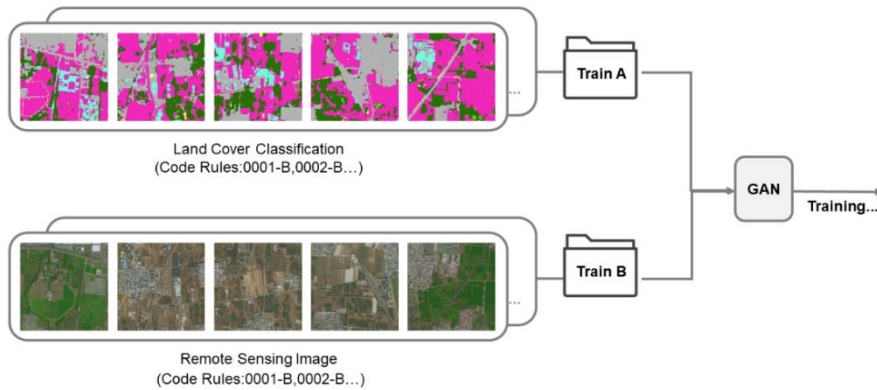 ...
Train A
Land Cover Classification
(Code Rules:0001-B,0002-B...)
GAN
Training...
...
Train B
Remote Sensing Image
(Code Rules:0001-B,0002-B...)